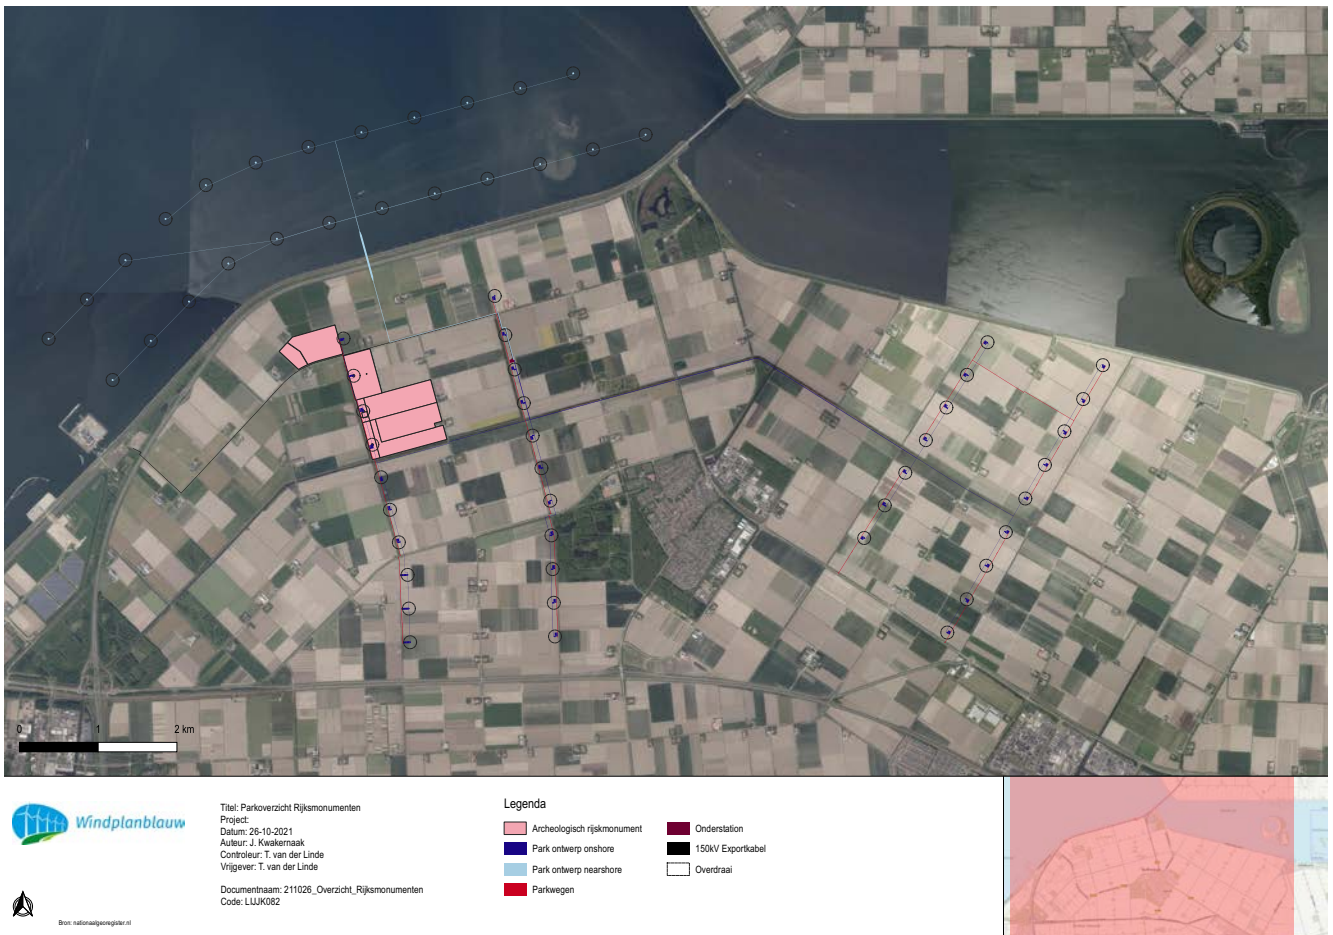 0 1 2 km
Windplanblauw
Titel: Parkoverzicht Rijksmonumenten
Project:
Datum: 26-10-2021
Auteur: J. Kwakernaak
Controleur: T. van der Linde
Vrijgever: T. van der Linde
Documentnaam: 211026_Overzicht_Rijksmonumenten
Code: LIJJK082
Bron: nationaalgeoregister.nl
Legenda
Archeologisch rijksmonument
Park ontwerp onshore
Park ontwerp nearshore
Parkwegen
Onderstation
150kV Exportkabel
Overdraai